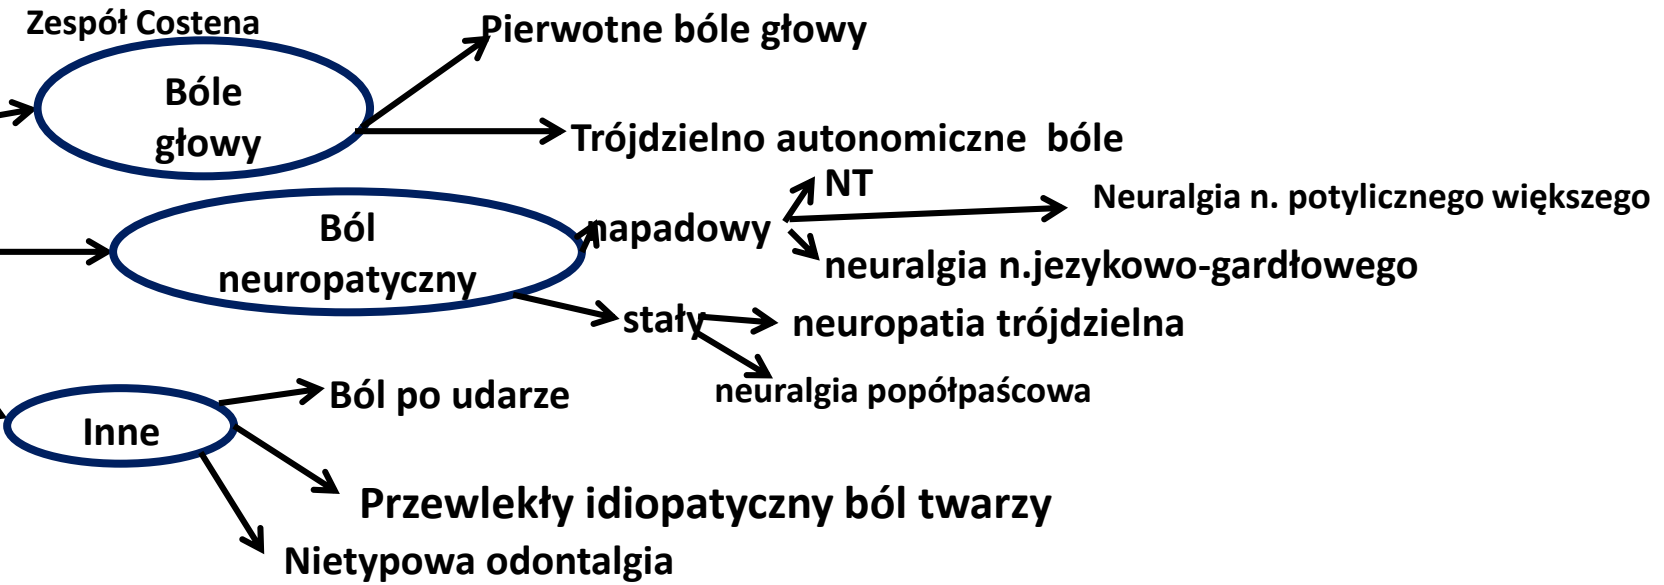 Zespół Costena
Pierwotne bóle głowy
Bóle
głowy
Trójdzielno autonomiczne bóle
NT
Neuralgia n. potylicznego większego
Ból
neuropatyczny
napadowy
neuralgia n.jezykowo-gardłowego
stały
neuropatia trójdzielna
neuralgia popółpaścowa
Ból po udarze
Inne
Przewlekły idiopatyczny ból twarzy
Nietypowa odontalgia